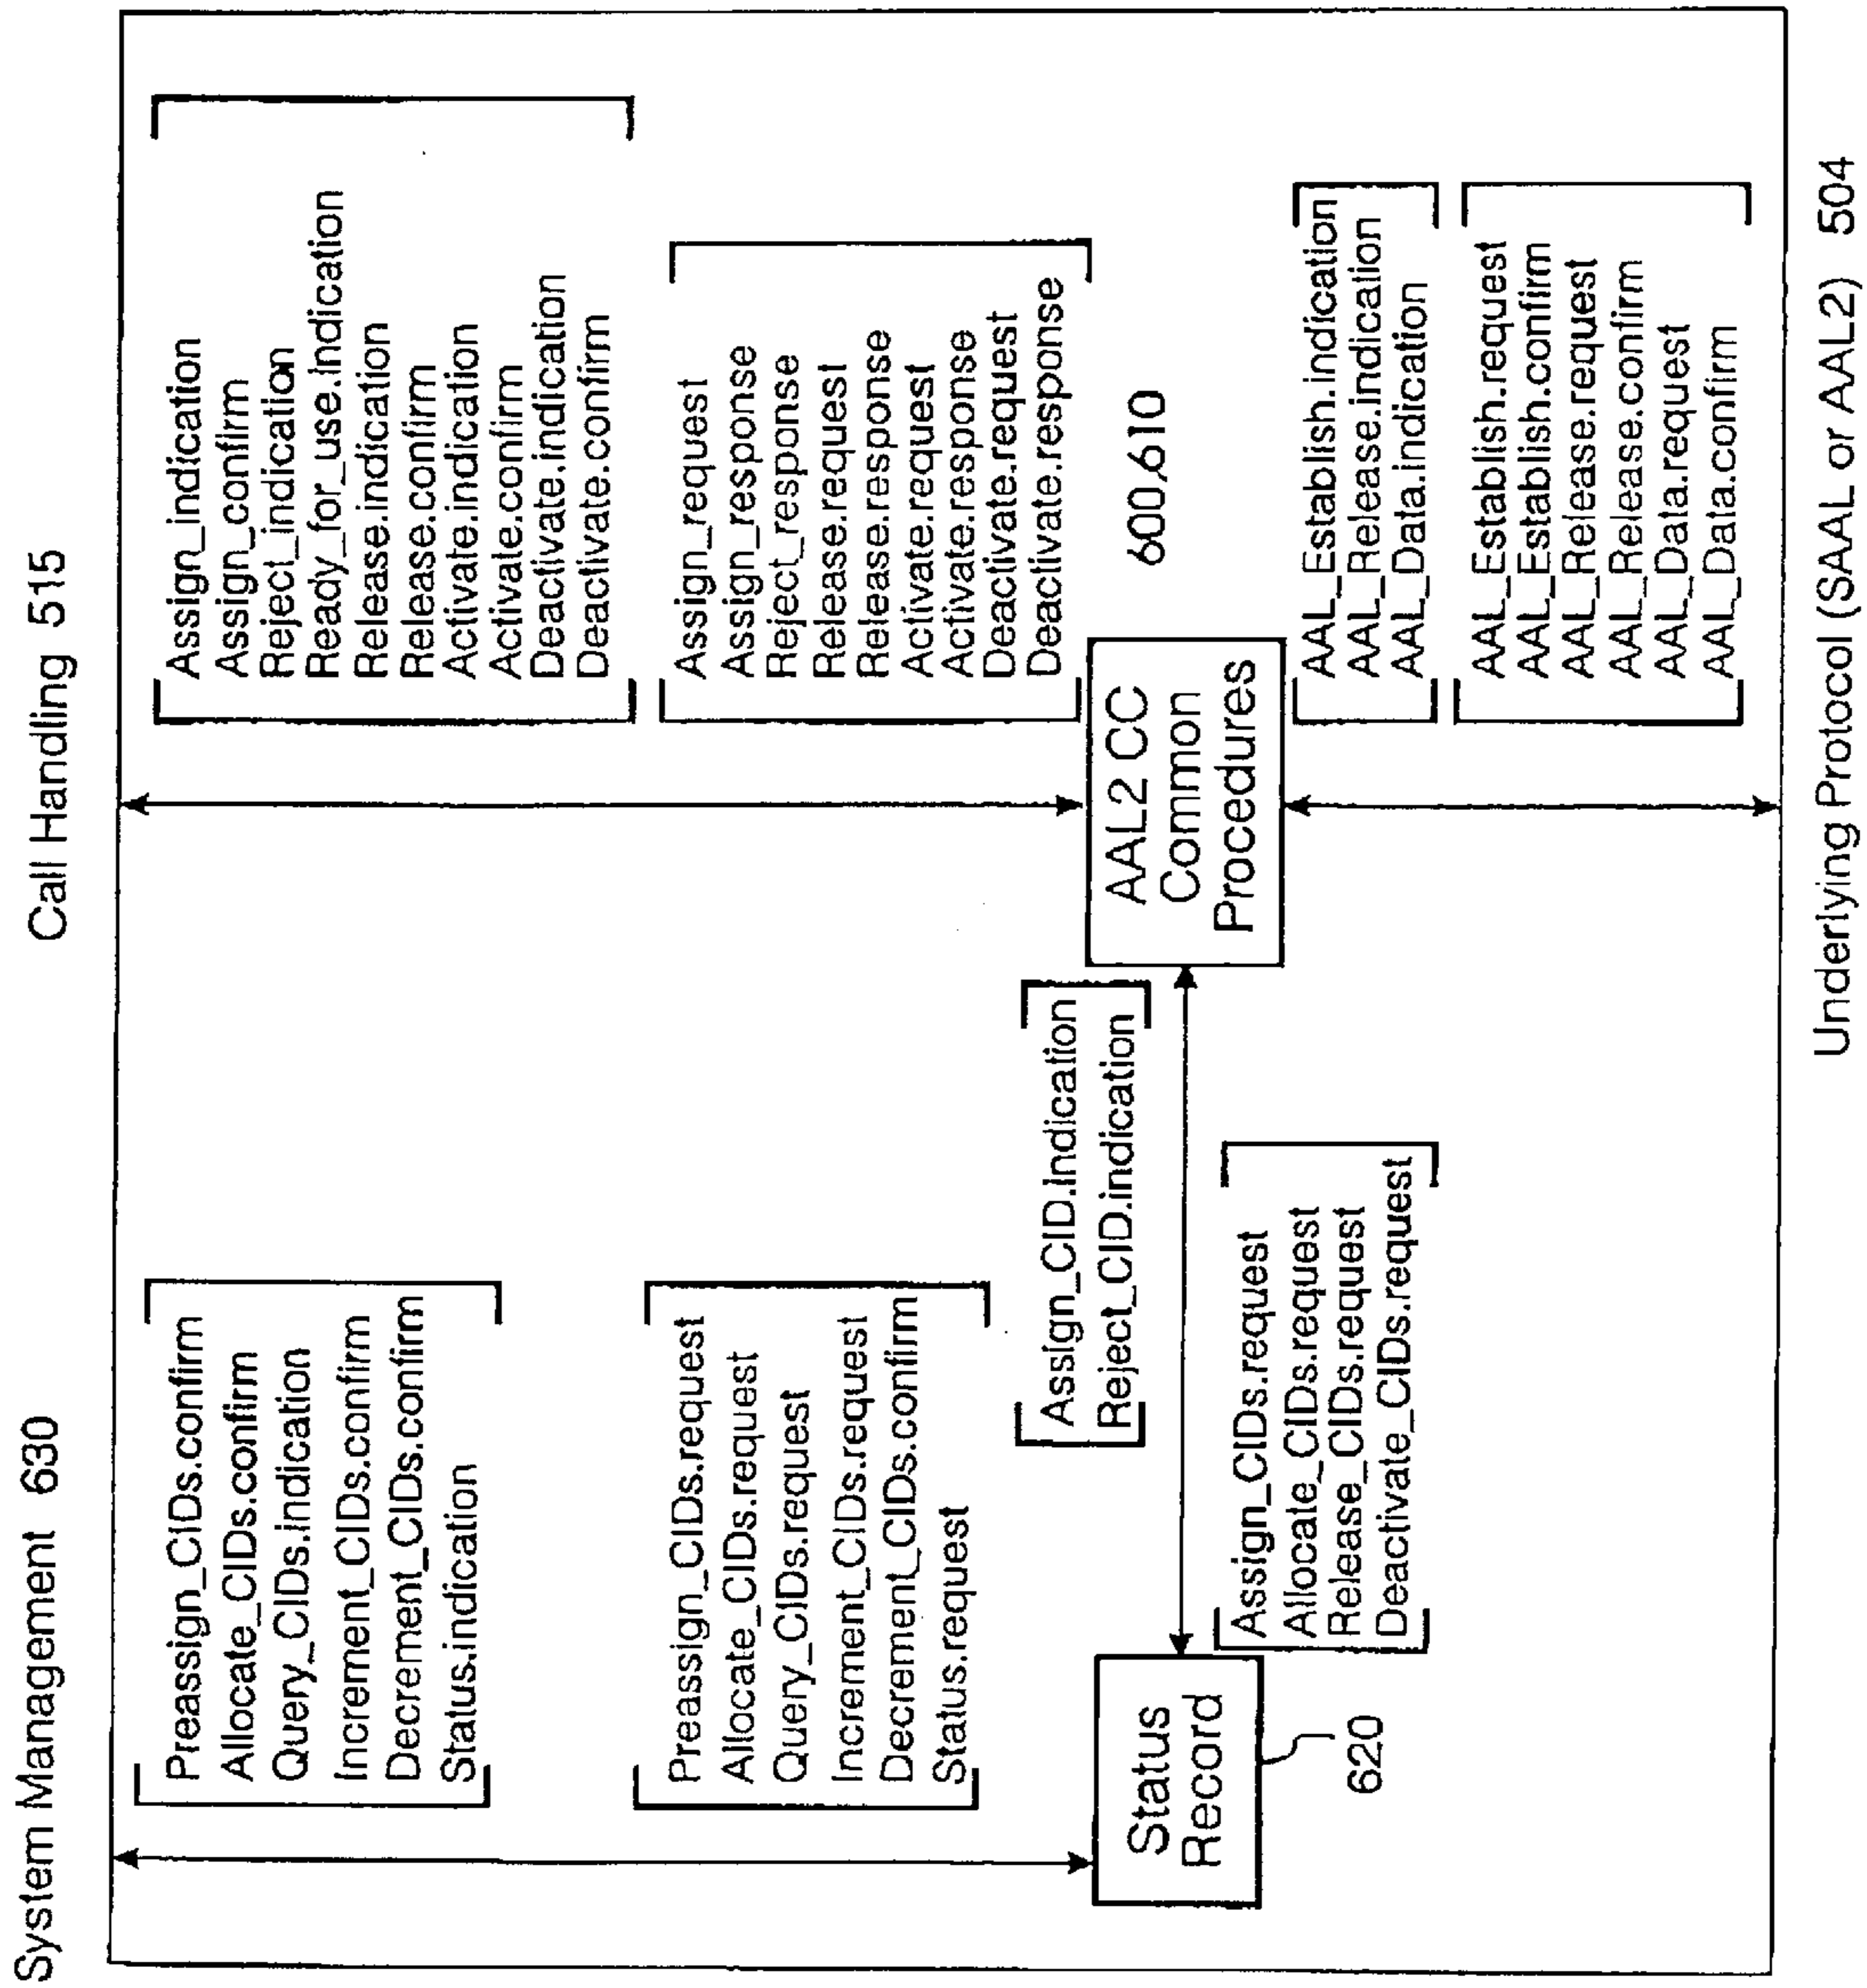 System Management 630
Call Handling 515
Preassign_CIDs.confirm
Allocate_CIDs.confirm
Query_CIDs.indication
Increment_CIDs.confirm
Decrement_CIDs.confirm
Status.indication
Preassign_CIDs.request
Allocate_CIDs.request
Query_CIDs.request
Increment_CIDs.request
Decrement_CIDs.confirm
Status.request
Assign_indication
Assign_confirm
Reject_indication
Ready_for_use.indication
Release.indication
Release.confirm
Activate.indication
Activate.confirm
Deactivate.indication
Deactivate.confirm
Assign_request
Assign_response
Reject_response
Release.request
Release.response
Activate.request
Activate.response
Deactivate.request
Deactivate.response
Assign_CID.indication
Reject_CID.indication
Status
Record
620
AAL2 CC
Common
Procedures
600,610
Assign_CIDs.request
Allocate_CIDs.request
Release_CIDs.request
Deactivate_CIDs.request
AAL_Establish.indication
AAL_Release.indication
AAL_Data.indication
AAL_Establish.request
AAL_Establish.confirm
AAL_Release.request
AAL_Release.confirm
AAL_Data.request
AAL_Data.confirm
Underlying Protocol (SAAL or AAL2) 504